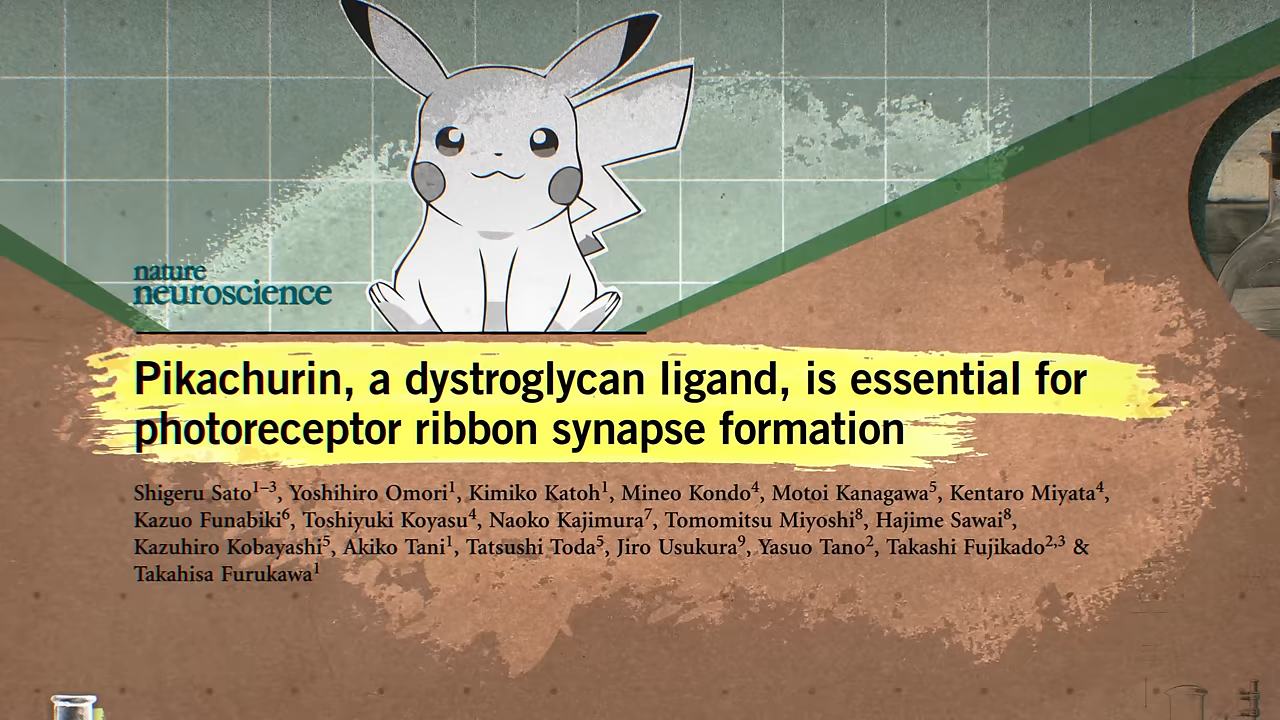 nature
neuroscience
Pikachurin, a dystroglycan ligand, is essential for
photoreceptor ribbon synapse formation
Shigeru Sato¹⁻³, Yoshihiro Omori¹, Kimiko Katoh¹, Mineo Kondo⁴, Motoi Kanagawa⁵, Kentaro Miyata⁴,
Kazuo Funabiki⁶, Toshiyuki Koyasu⁴, Naoko Kajimura⁷, Tomomitsu Miyoshi⁸, Hajime Sawai⁸,
Kazuhiro Kobayashi⁵, Akiko Tani¹, Tatsushi Toda⁵, Jiro Usukura⁹, Yasuo Tano², Takashi Fujikado²,³ &
Takahisa Furukawa¹